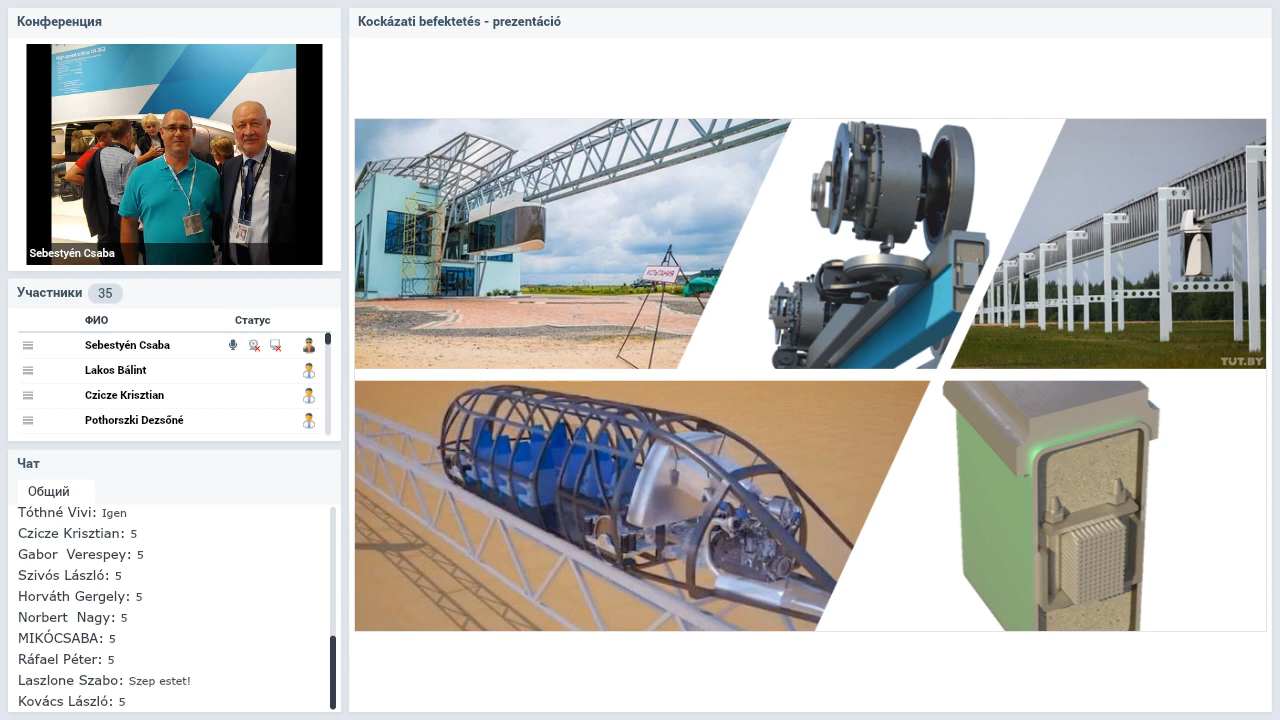 Конференция
Sebestyén Csaba
Участники 35
ФИО Статус
Sebestyén Csaba
Lakos Bálint
Czicze Krisztian
Pothorszki Dezsőné
Чат
Общий
Tóthné Vivi: Igen
Czicze Krisztian: 5
Gabor Verespey: 5
Szivós László: 5
Horváth Gergely: 5
Norbert Nagy: 5
MIKÓCSABA: 5
Ráfael Péter: 5
Laszlone Szabo: Szep estet!
Kovács László: 5
Kockázati befektetés - prezentáció
ИСПЫТАНИЯ
TUT.BY